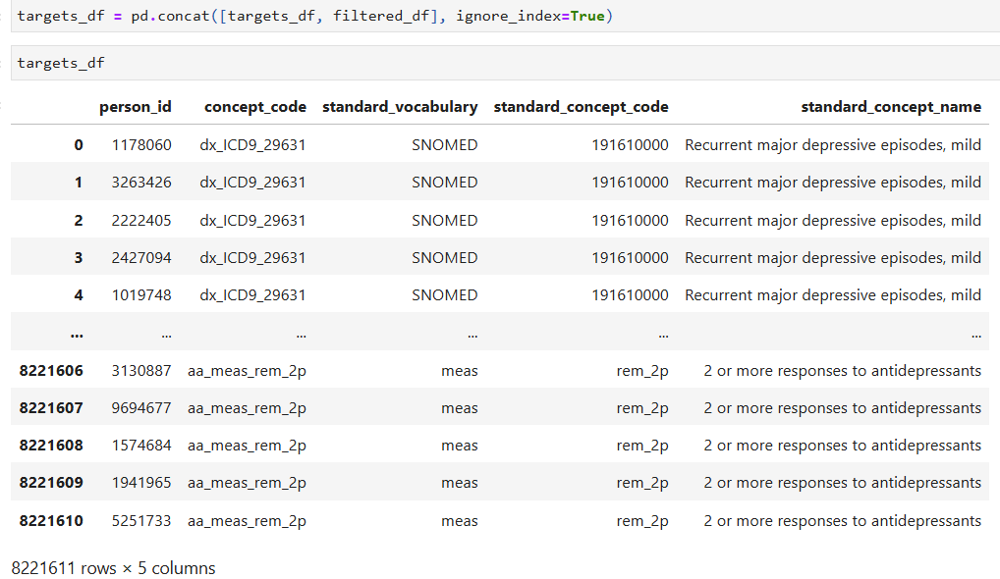 targets_df = pd.concat([targets_df, filtered_df], ignore_index=True)
targets_df
person_id concept_code standard_vocabulary standard_concept_code standard_concept_name
0 1178060 dx_ICD9_29631 SNOMED 191610000 Recurrent major depressive episodes, mild
1 3263426 dx_ICD9_29631 SNOMED 191610000 Recurrent major depressive episodes, mild
2 2222405 dx_ICD9_29631 SNOMED 191610000 Recurrent major depressive episodes, mild
3 2427094 dx_ICD9_29631 SNOMED 191610000 Recurrent major depressive episodes, mild
4 1019748 dx_ICD9_29631 SNOMED 191610000 Recurrent major depressive episodes, mild
... ... ... ... ... ...
8221606 3130887 aa_meas_rem_2p meas rem_2p 2 or more responses to antidepressants
8221607 9694677 aa_meas_rem_2p meas rem_2p 2 or more responses to antidepressants
8221608 1574684 aa_meas_rem_2p meas rem_2p 2 or more responses to antidepressants
8221609 1941965 aa_meas_rem_2p meas rem_2p 2 or more responses to antidepressants
8221610 5251733 aa_meas_rem_2p meas rem_2p 2 or more responses to antidepressants
8221611 rows × 5 columns